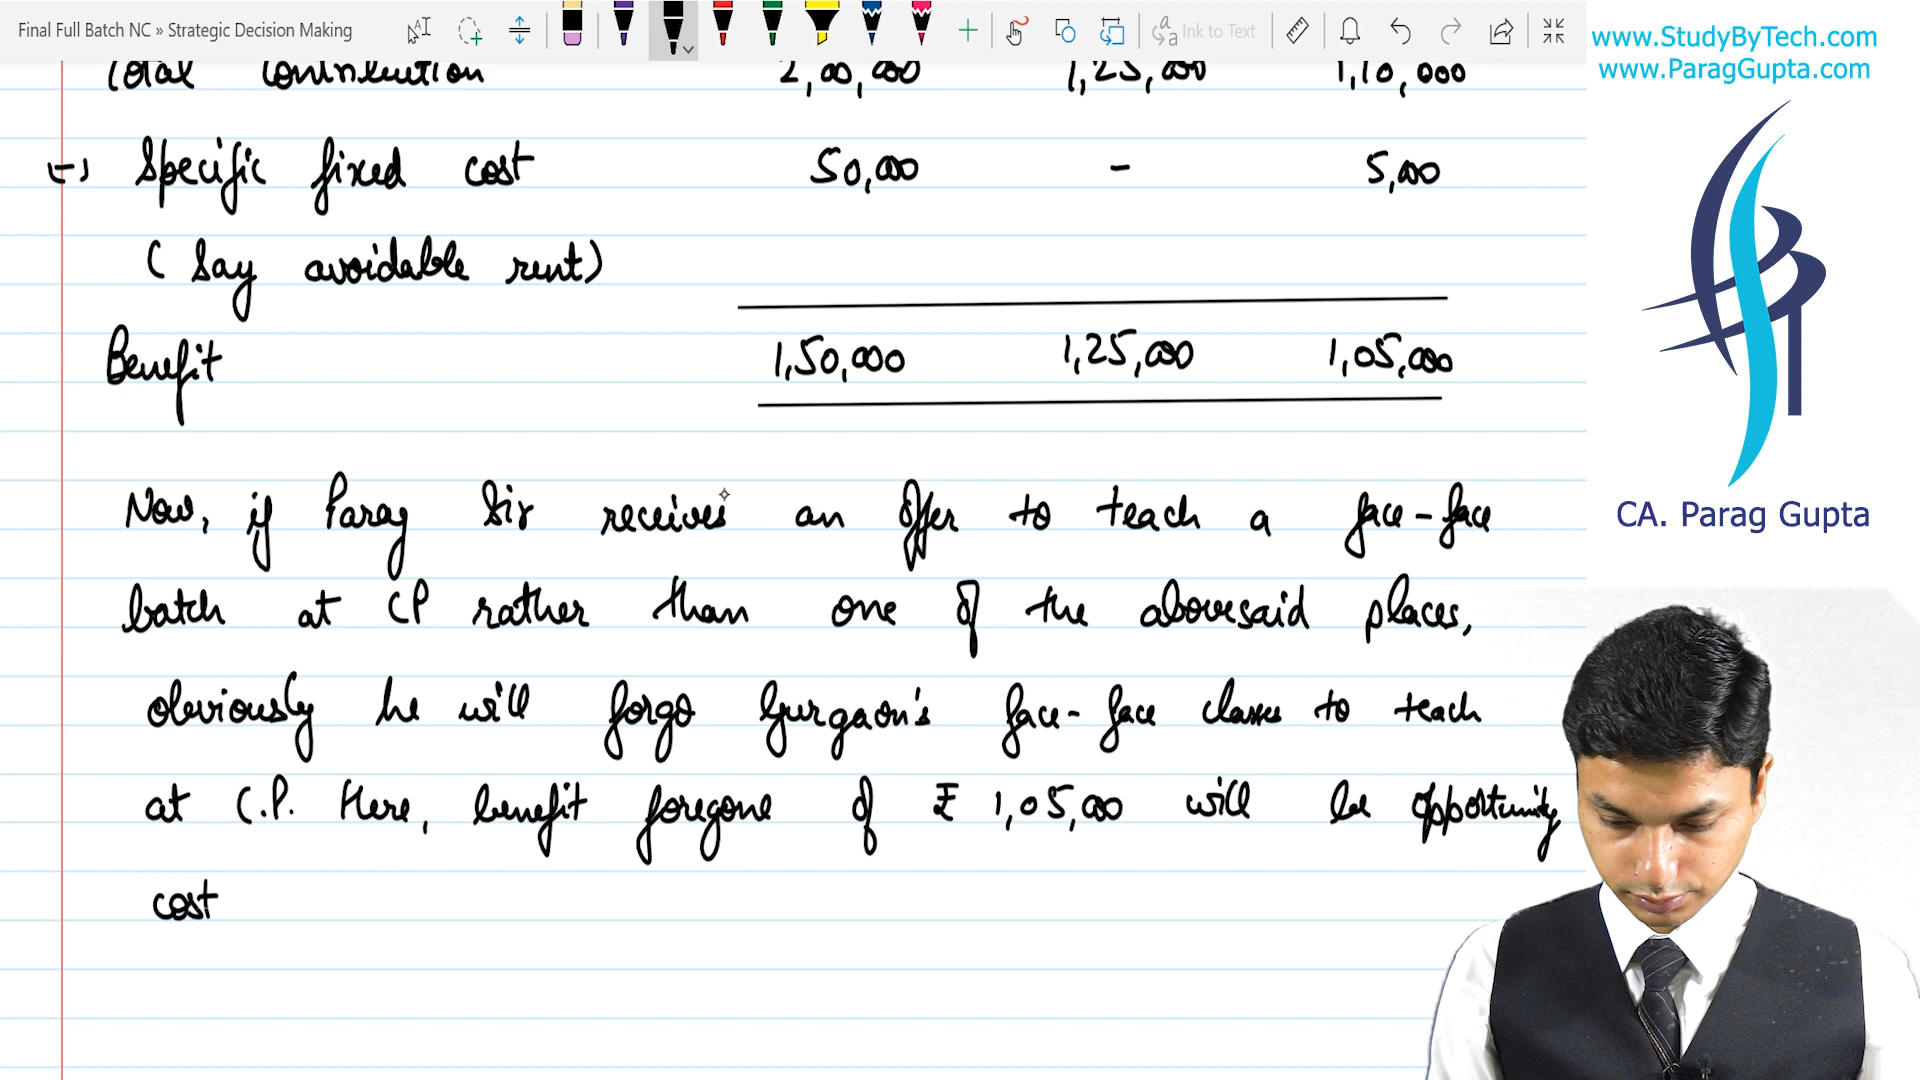 Final Full Batch NC » Strategic Decision Making
Ink to Text
www.StudyByTech.com
www.ParagGupta.com
Total Contribution 2,00,000 1,25,000 1,10,000
(-) Specific fixed cost 50,000 - 5,000
(Say avoidable rent)
Benefit 1,50,000 1,25,000 1,05,000
CA. Parag Gupta
Now, if Parag Sir receives an offer to teach a face-face
batch at CP rather than one of the abovesaid places,
obviously he will forgo Gurgaon's face-face classes to teach
at C.P. Here, benefit foregone of ₹ 1,05,000 will be opportunity
cost